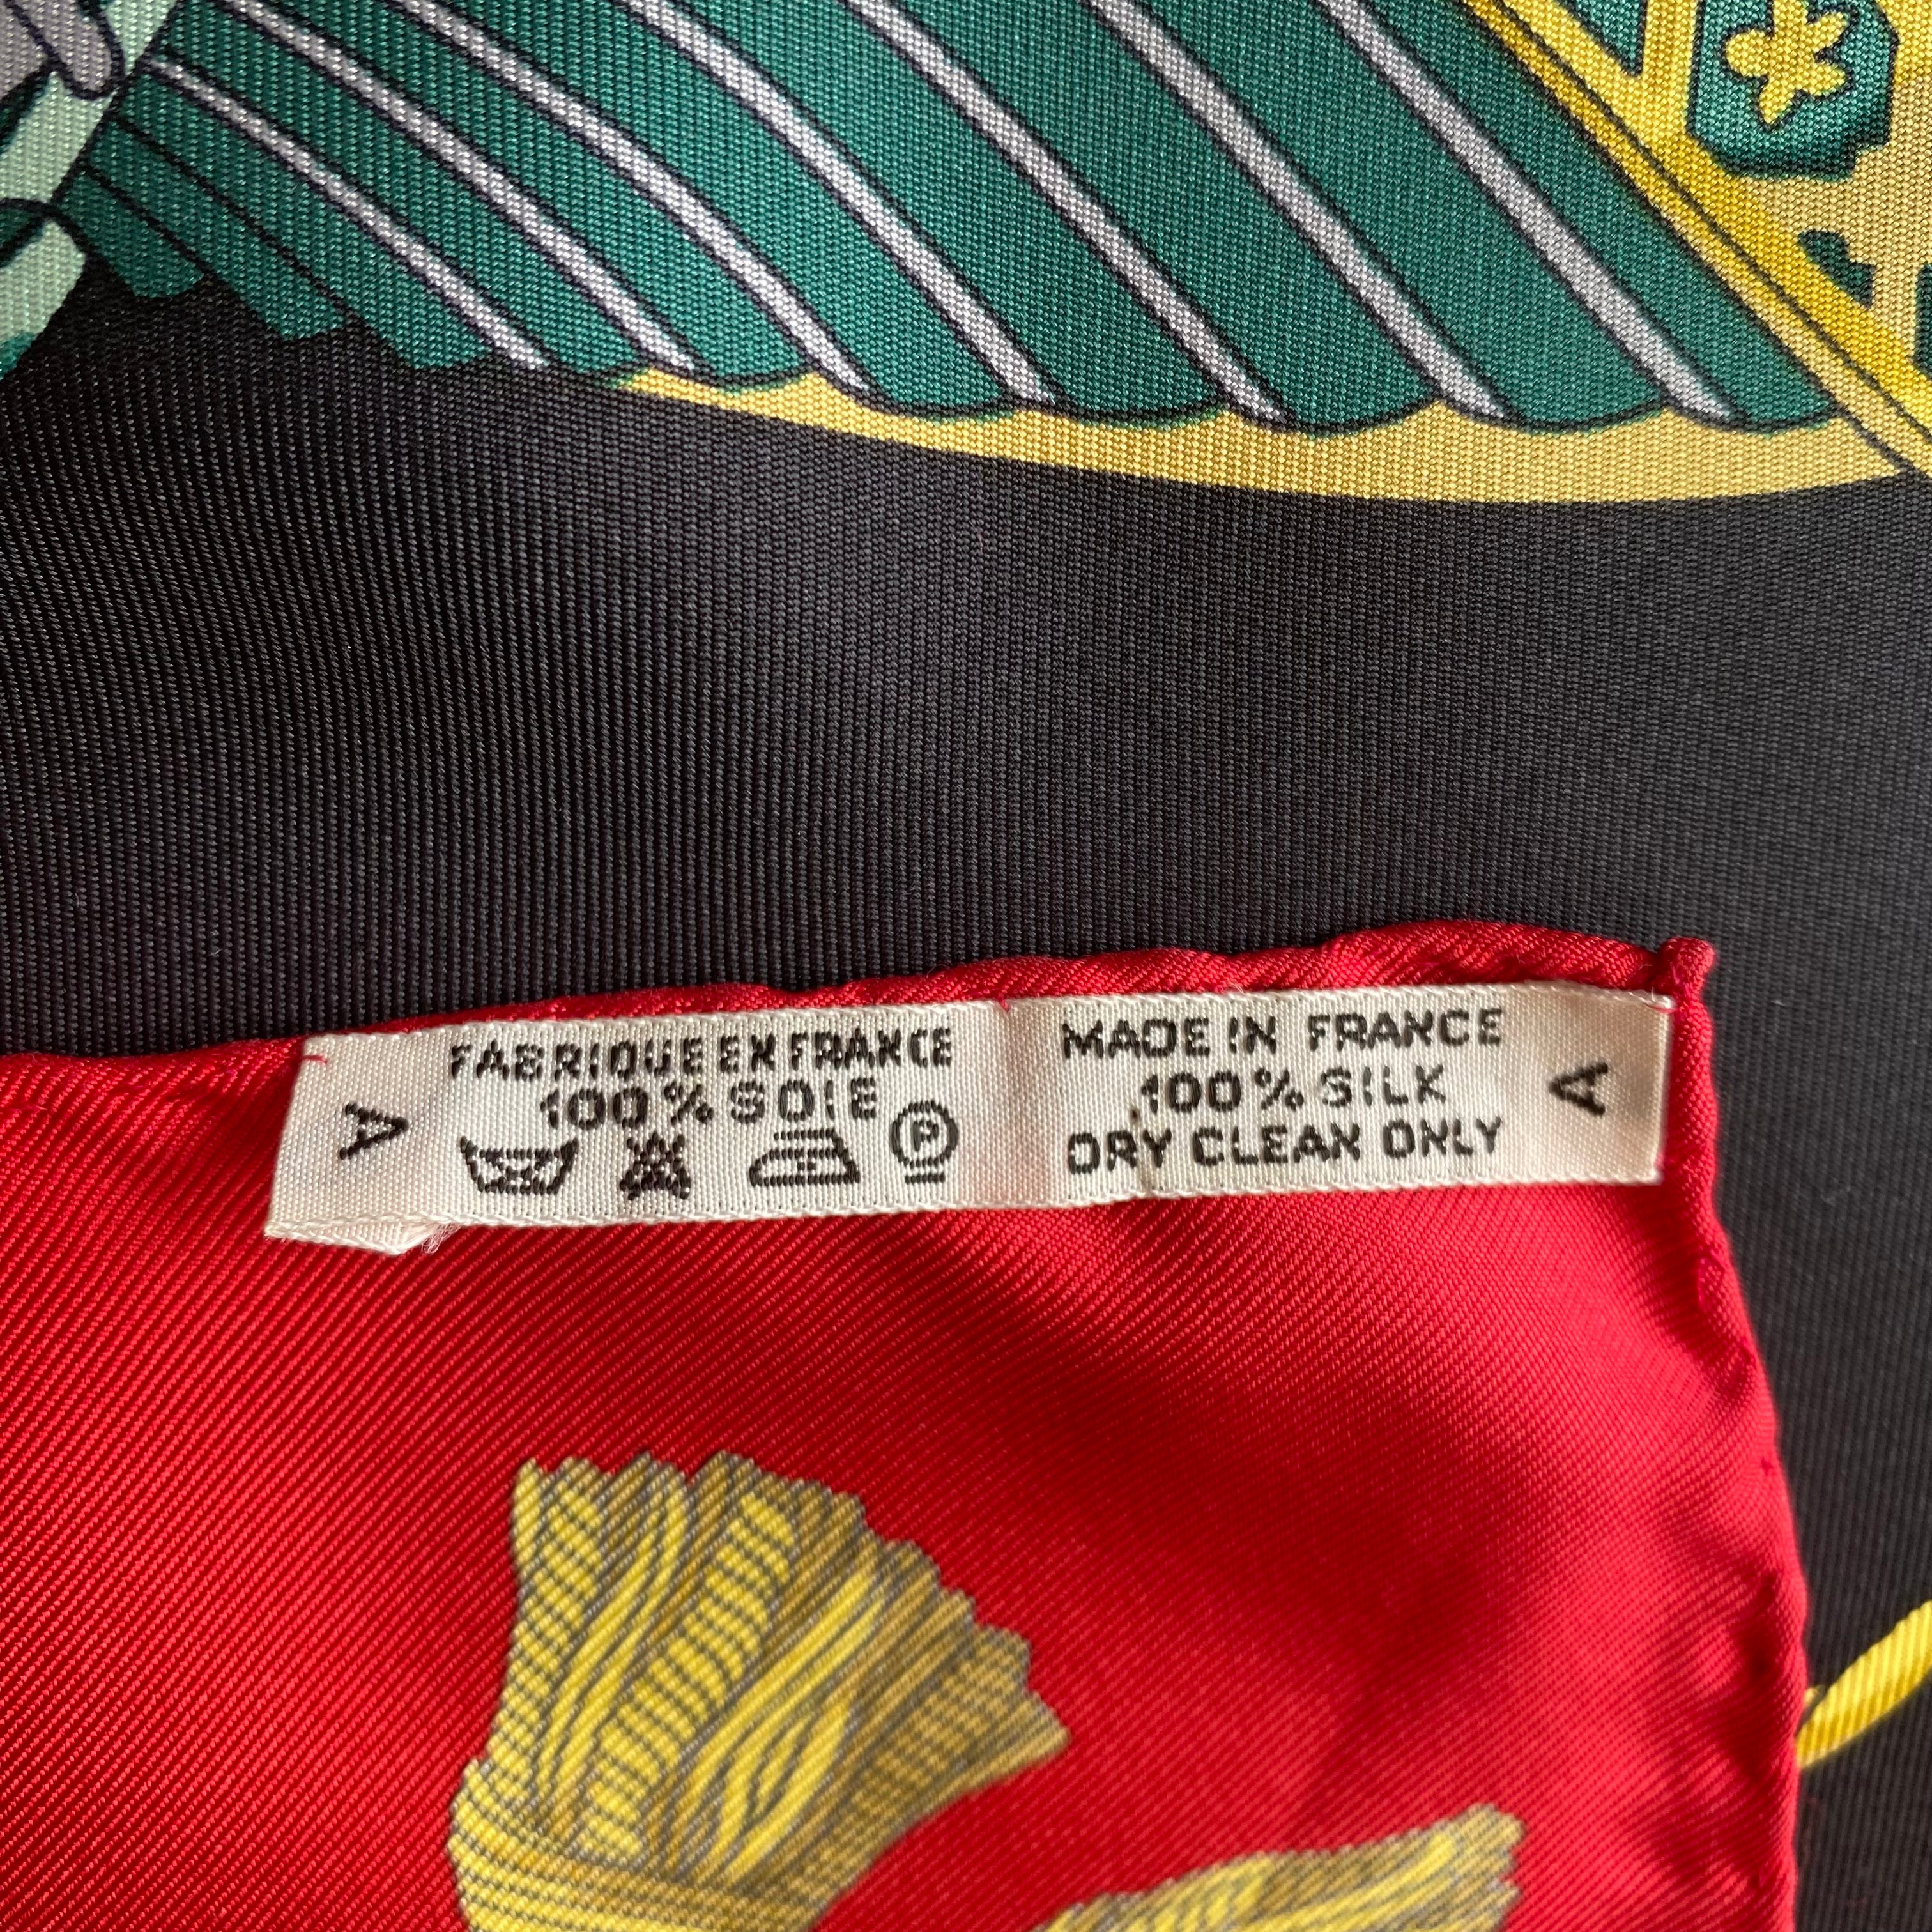 A
FABRIQUE EN FRANCE
100% SOIE
P
MADE IN FRANCE
100% SILK
DRY CLEAN ONLY
A